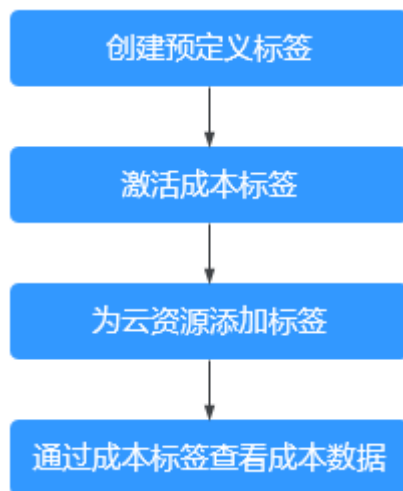 创建预定义标签
激活成本标签
为云资源添加标签
通过成本标签查看成本数据